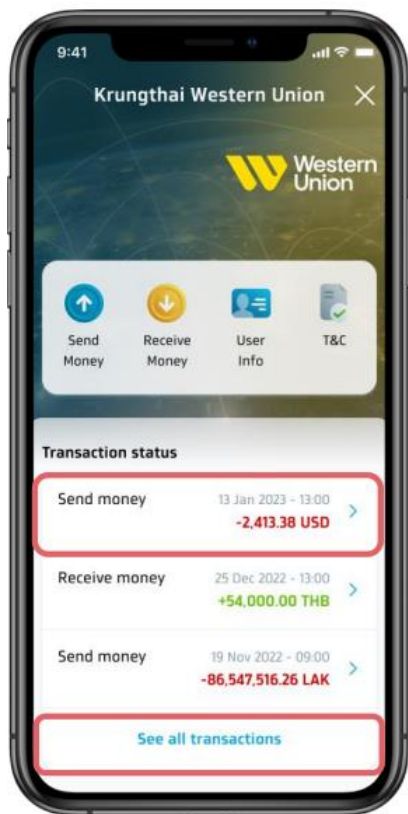 9:41
Krungthai Western Union
Western
Union
Send
Money
Receive
Money
User
Info
T&C
Transaction status
Send money
13 Jan 2023 - 13:00
-2,413.38 USD
Receive money
25 Dec 2022 - 13:00
+54,000.00 THB
Send money
19 Nov 2022 - 09:00
-86,547,516.26 LAK
See all transactions